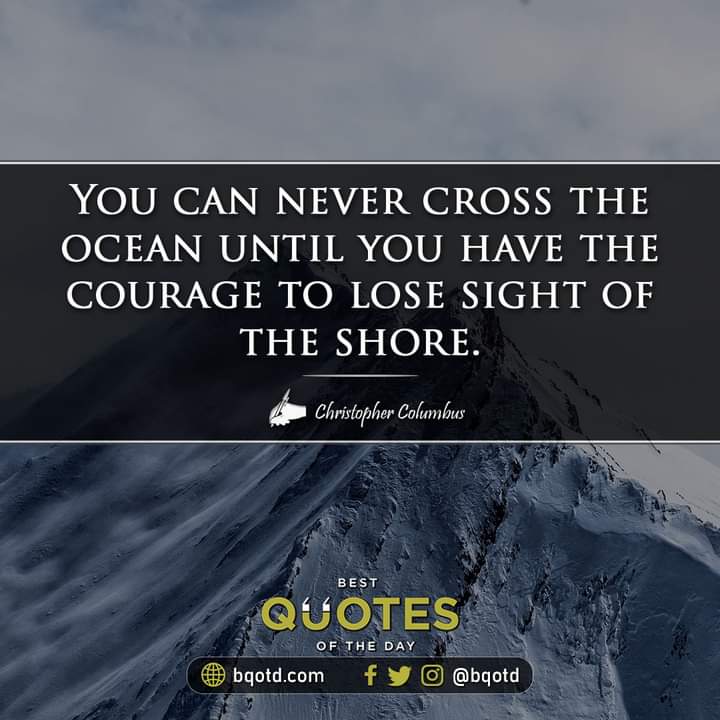 You can never cross the
ocean until you have the
courage to lose sight of
the shore.
Christopher Columbus
BEST
QUOTES
OF THE DAY
bqotd.com @bqotd